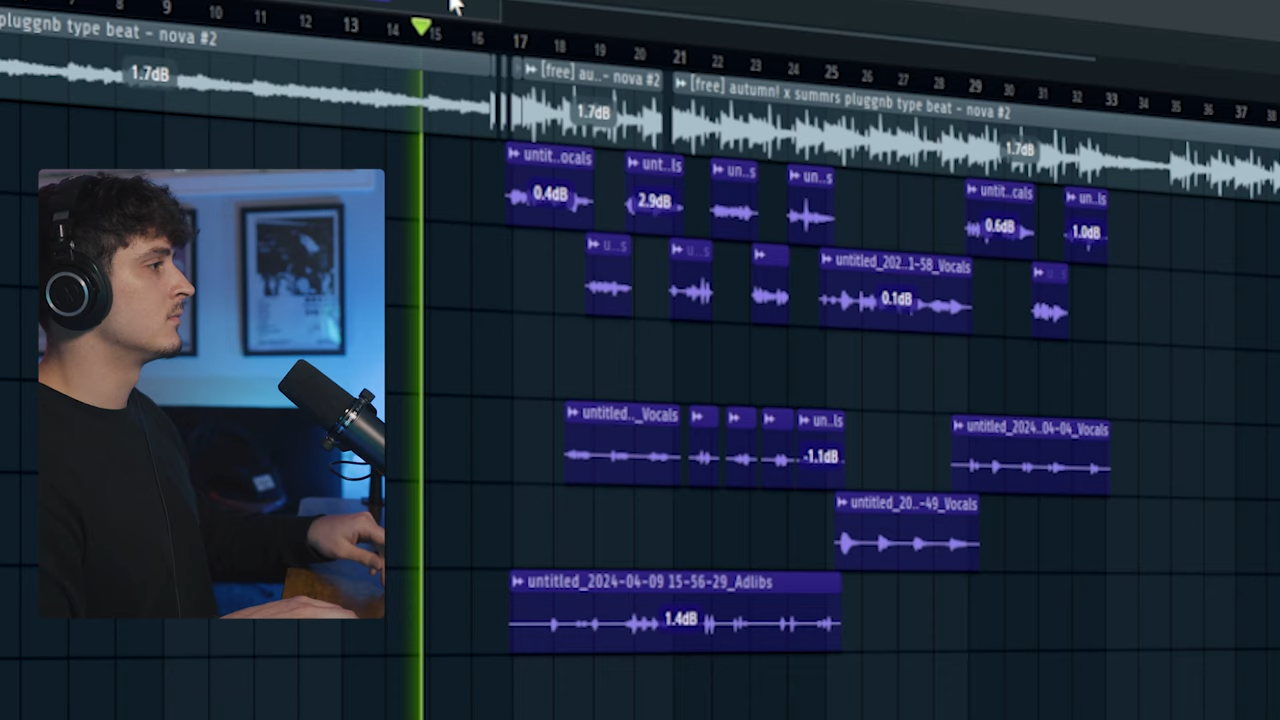 8 9 10 11 12 13 14 15 16 17 18 19 20 21 22 23 24 25 26 27 28 29 30 31 32 33 34 35 36 37 38
pluggnb type beat - nova #2
[free] au..- nova #2
[free] autumn! x summrs pluggnb type beat - nova #2
1.7dB
1.7dB
1.7dB
untit..ocals
unt..ls
un..s
un..s
untit..cals
un..ls
0.4dB
2.9dB
0.6dB
1.0dB
u...s
u...s
untitled_202..1-58_Vocals
0.1dB
untitled.._Vocals
un..ls
untitled_2024..04-04_Vocals
-1.1dB
untitled_20..-49_Vocals
untitled_2024-04-09 15-56-29_Adlibs
1.4dB